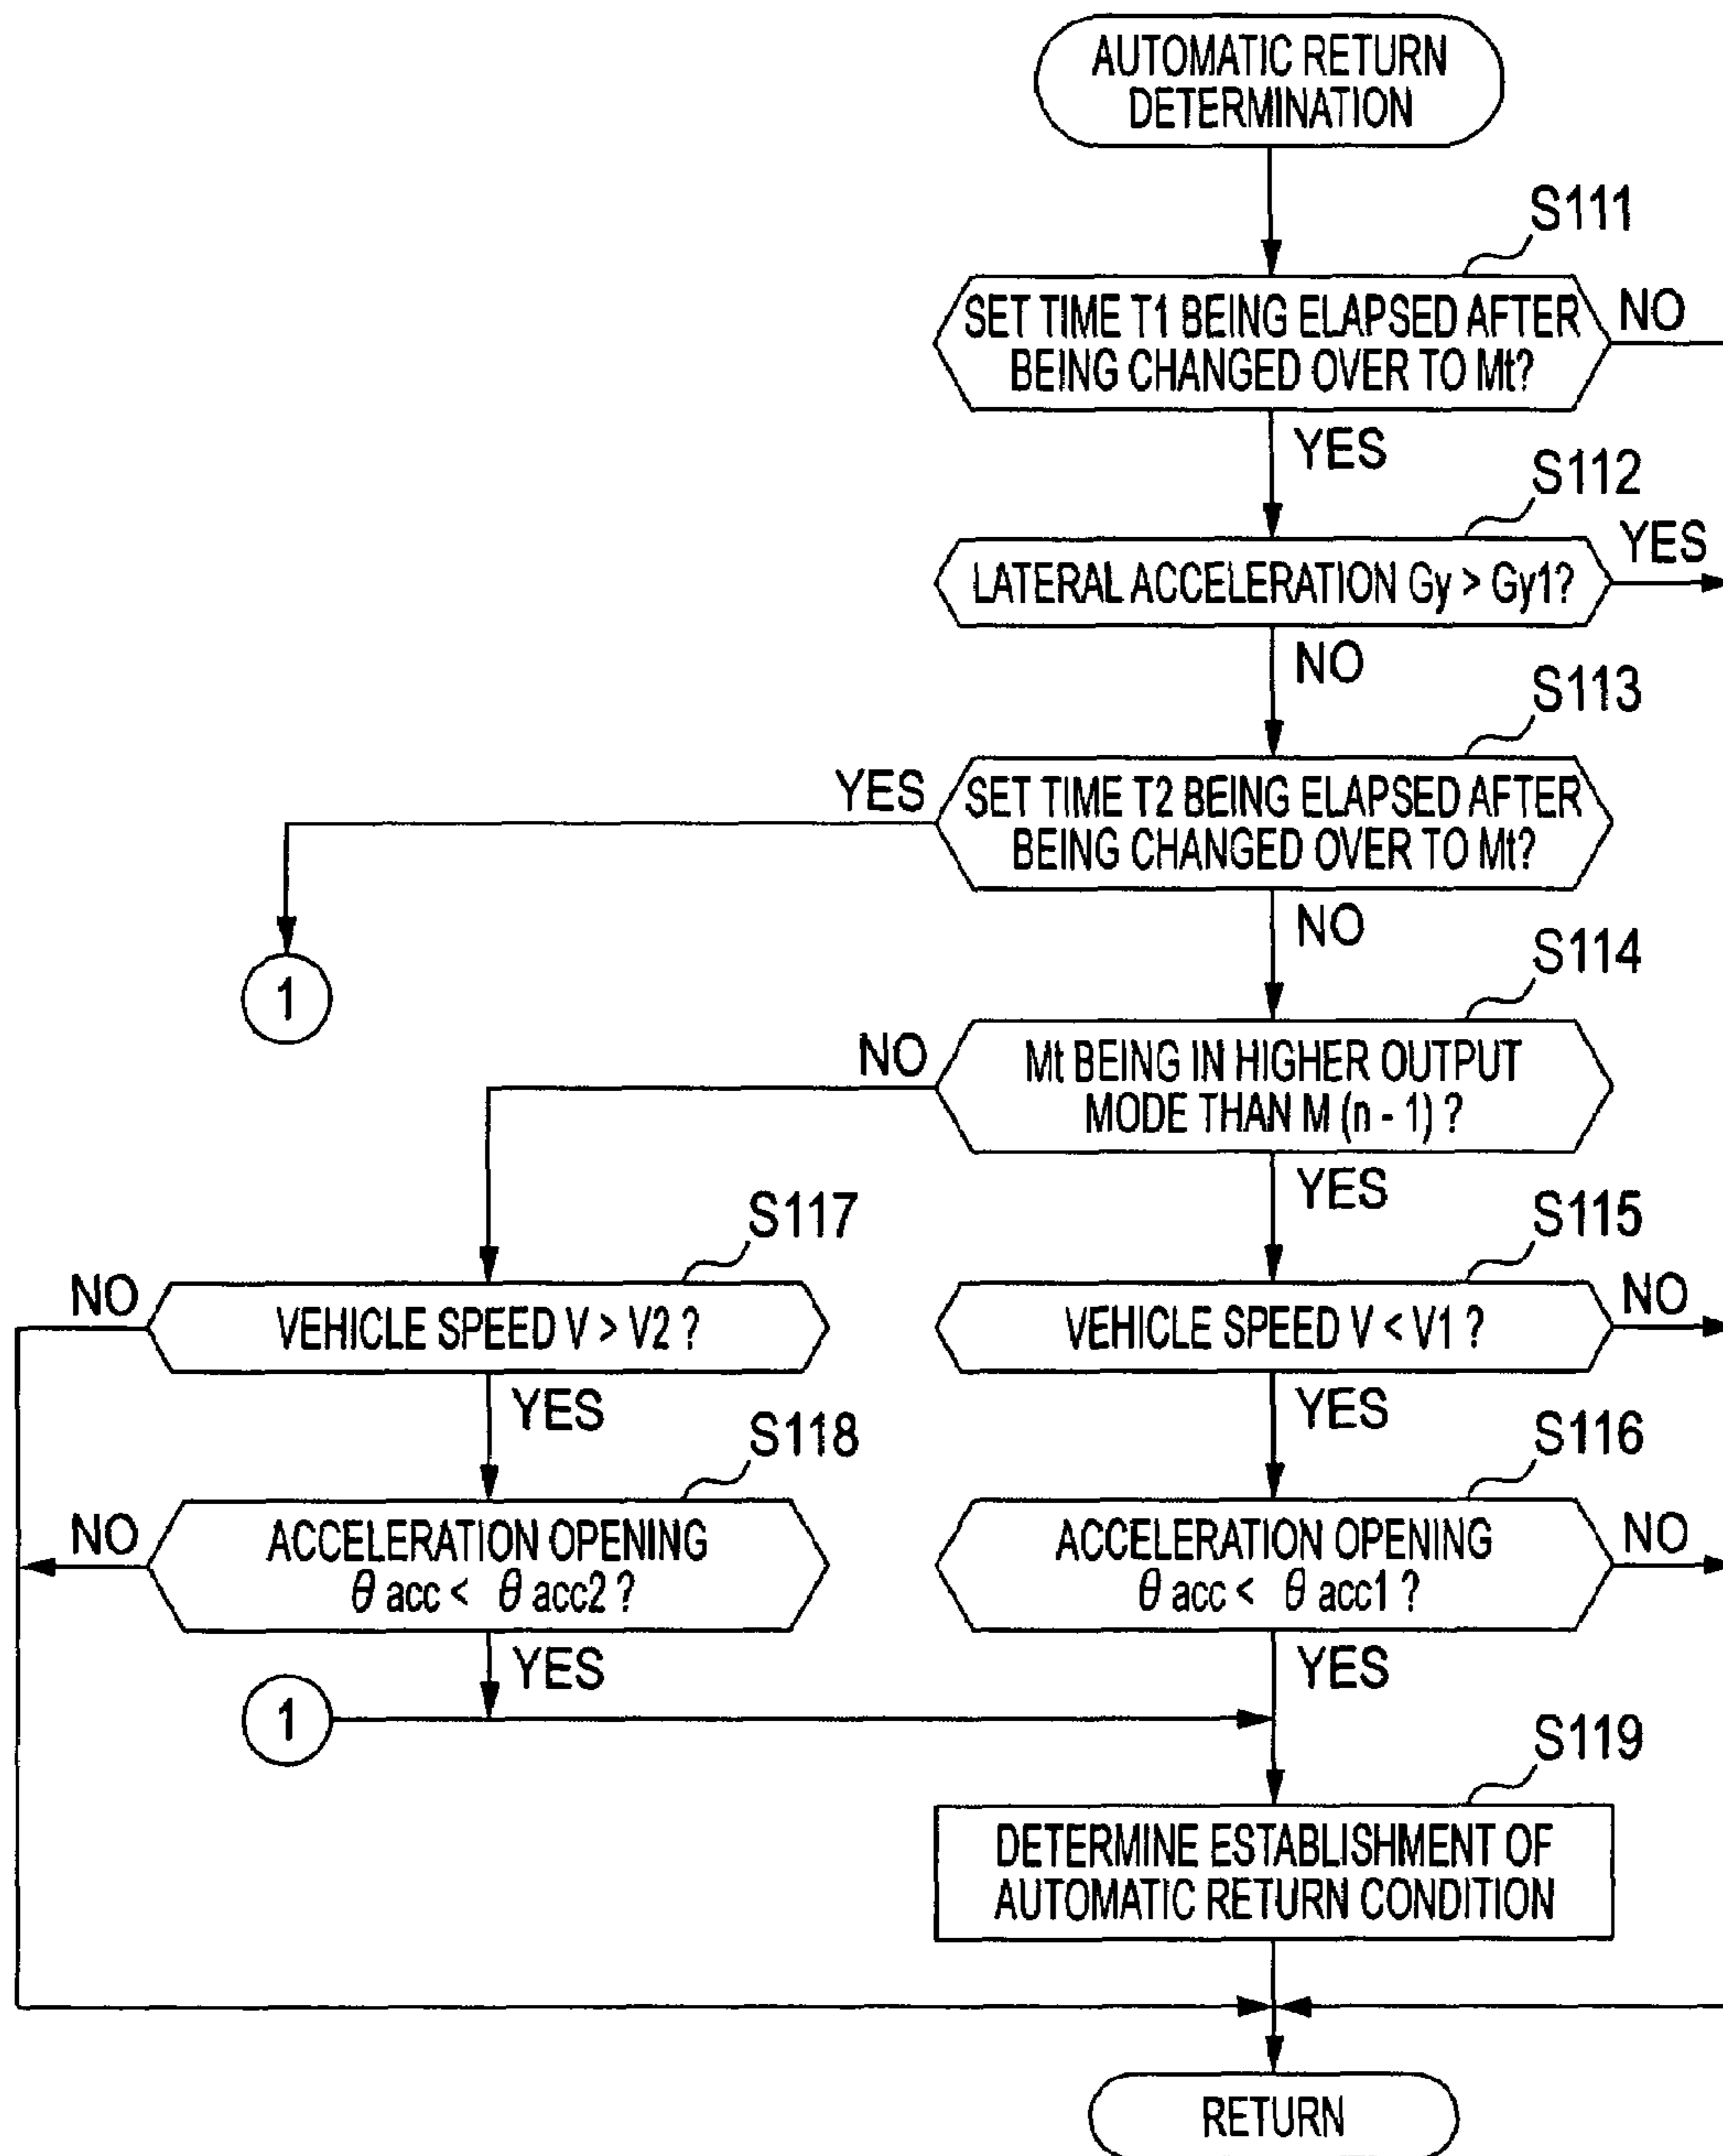 AUTOMATIC RETURN
DETERMINATION
S111
SET TIME T1 BEING ELAPSED AFTER
BEING CHANGED OVER TO Mt?
NO
YES
S112
LATERAL ACCELERATION Gy > Gy1?
YES
NO
S113
YES
SET TIME T2 BEING ELAPSED AFTER
BEING CHANGED OVER TO Mt?
NO
1
S114
NO
Mt BEING IN HIGHER OUTPUT
MODE THAN M (n - 1) ?
YES
S117
S115
NO
VEHICLE SPEED V > V2 ?
VEHICLE SPEED V < V1 ?
NO
YES
YES
S118
S116
NO
ACCELERATION OPENING
θ acc < θ acc2 ?
ACCELERATION OPENING
θ acc < θ acc1 ?
NO
YES
YES
1
S119
DETERMINE ESTABLISHMENT OF
AUTOMATIC RETURN CONDITION
RETURN